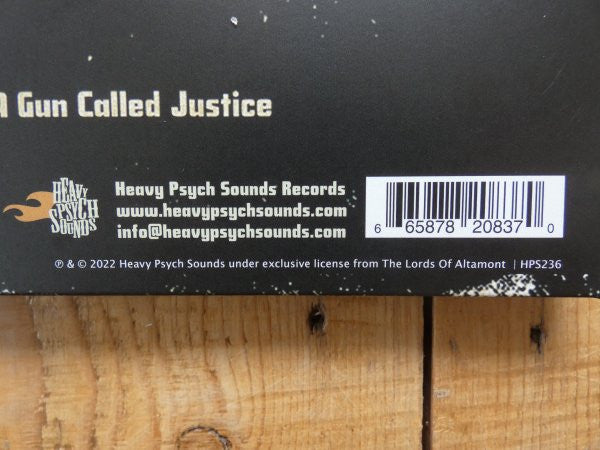 Gun Called Justice
HEAVY
PSYCH
SOUNDS
Heavy Psych Sounds Records
www.heavypsychsounds.com
info@heavypsychsounds.com
6 65878 20837 0
℗ & © 2022 Heavy Psych Sounds under exclusive license from The Lords Of Altamont | HPS236